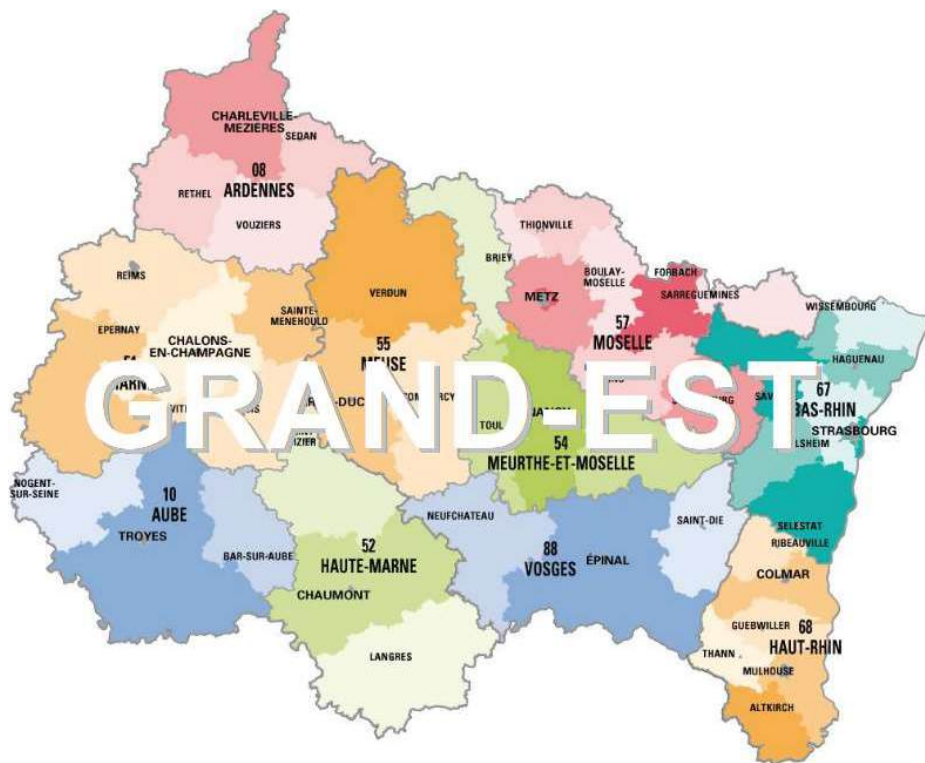 CHARLEVILLE-
MEZIÈRES
SEDAN
08
ARDENNES
RETHEL
VOUZIERS
THIONVILLE
BRIEY
REIMS
BOULAY-
MOSELLE
FORBACH
VERDUN
METZ
SARREGUEMINES
WISSEMBOURG
SAINTE-
MENEHOULD
57
MOSELLE
EPERNAY
CHALONS-
EN-CHAMPAGNE
55
MEUSE
HAGUENAU
GRAND-EST
67
BAS-RHIN
TOUL
STRASBOURG
54
MEURTHE-ET-MOSELLE
NOGENT-
SUR-SEINE
10
AUBE
TROYES
NEUFCHATEAU
SAINT-DIE
SELESTAT
RIBEAUVILLE
BAR-SUR-AUBE
52
HAUTE-MARNE
88
VOSGES
ÉPINAL
COLMAR
CHAUMONT
GUEBWILLER
68
HAUT-RHIN
THANN
MULHOUSE
LANGRES
ALTKIRCH